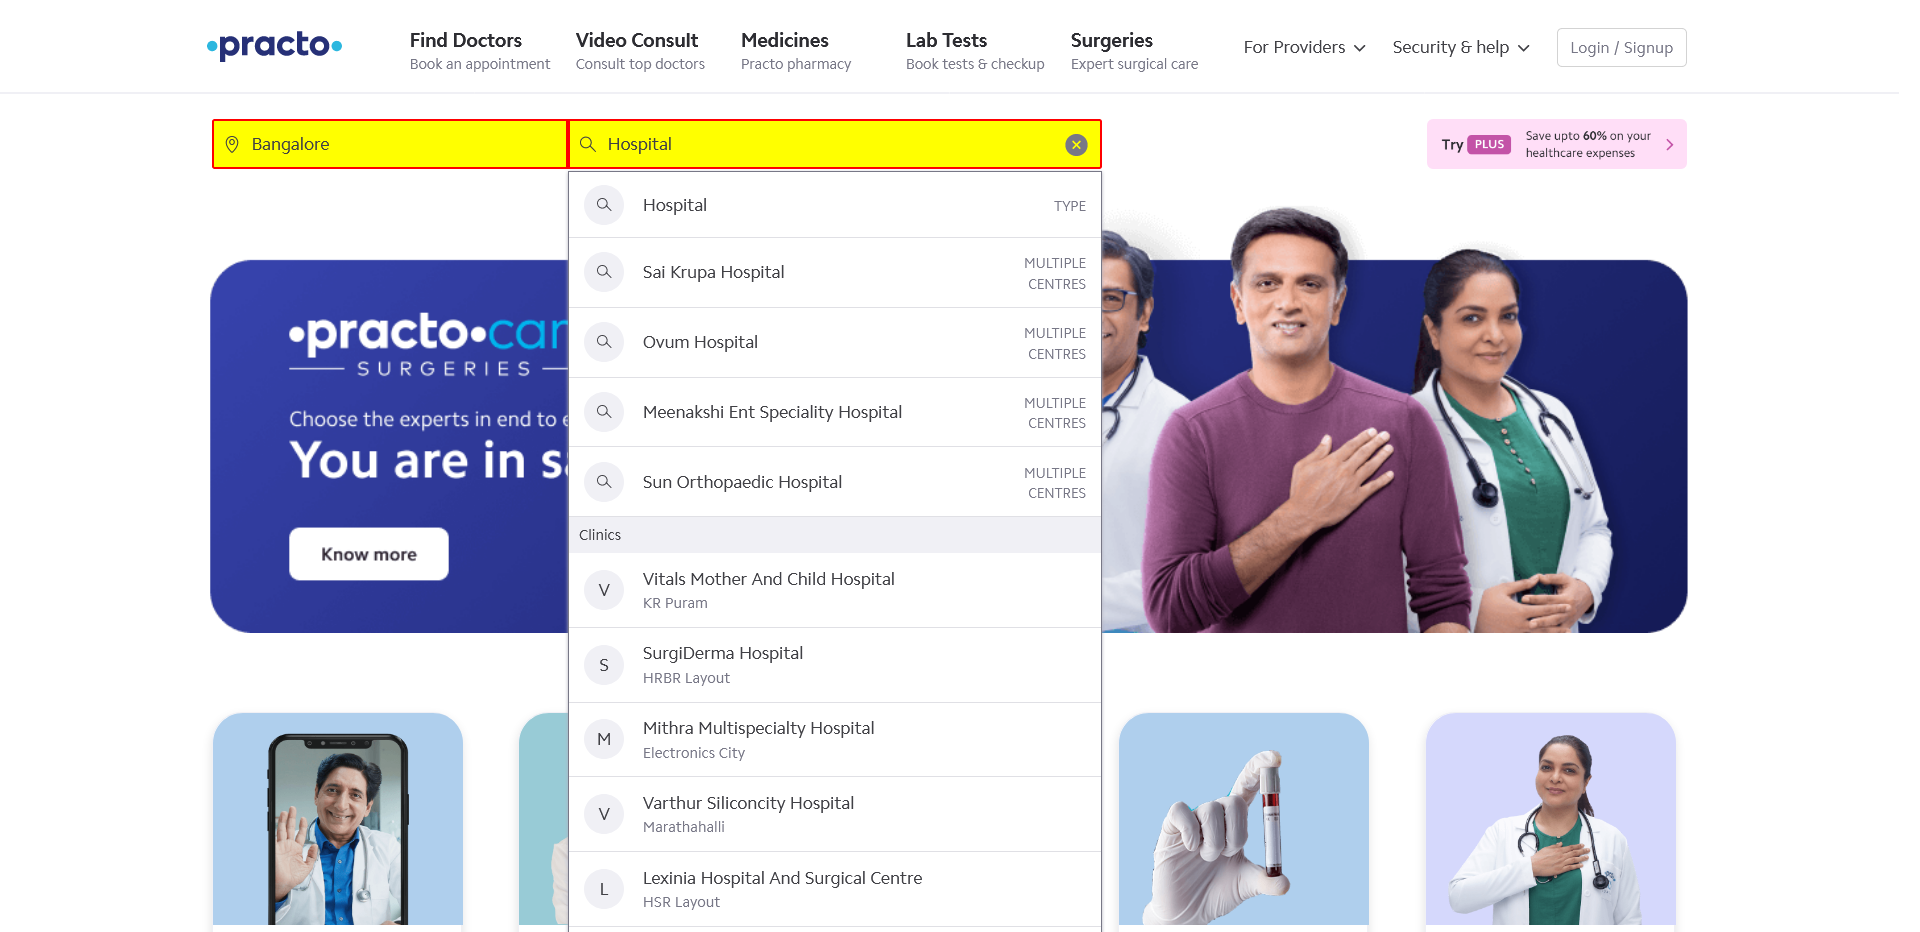 practo
Find Doctors
Book an appointment
Video Consult
Consult top doctors
Medicines
Practo pharmacy
Lab Tests
Book tests & checkup
Surgeries
Expert surgical care
For Providers
Security & help
Login / Signup
Bangalore
Hospital
Try PLUS
Save upto 60% on your
healthcare expenses
Hospital
TYPE
Sai Krupa Hospital
MULTIPLE
CENTRES
Ovum Hospital
MULTIPLE
CENTRES
Meenakshi Ent Speciality Hospital
MULTIPLE
CENTRES
Sun Orthopaedic Hospital
MULTIPLE
CENTRES
Clinics
V
Vitals Mother And Child Hospital
KR Puram
S
SurgiDerma Hospital
HRBR Layout
M
Mithra Multispecialty Hospital
Electronics City
V
Varthur Siliconcity Hospital
Marathahalli
L
Lexinia Hospital And Surgical Centre
HSR Layout
practo
SURGERIES
Choose the experts in end to
You are in
Know more